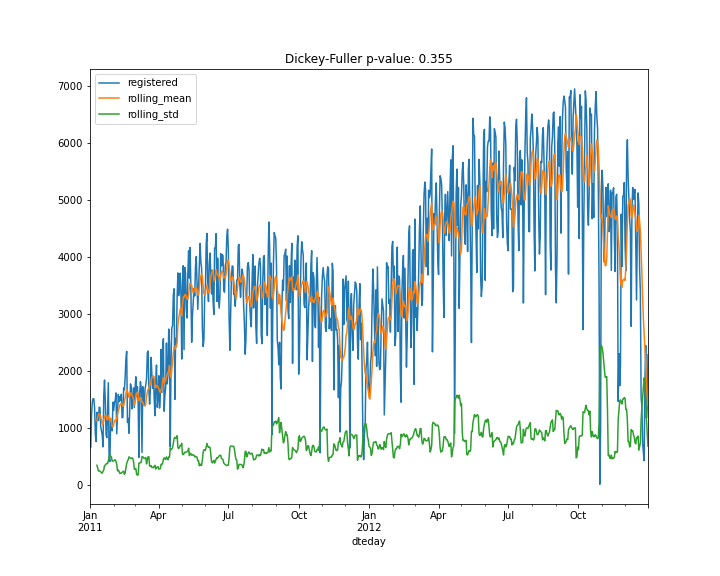 Dickey-Fuller p-value: 0.355
registered
rolling_mean
rolling_std
7000
6000
5000
4000
3000
2000
1000
0
Jan
2011
Apr
Jul
Oct
Jan
2012
Apr
Jul
Oct
dteday